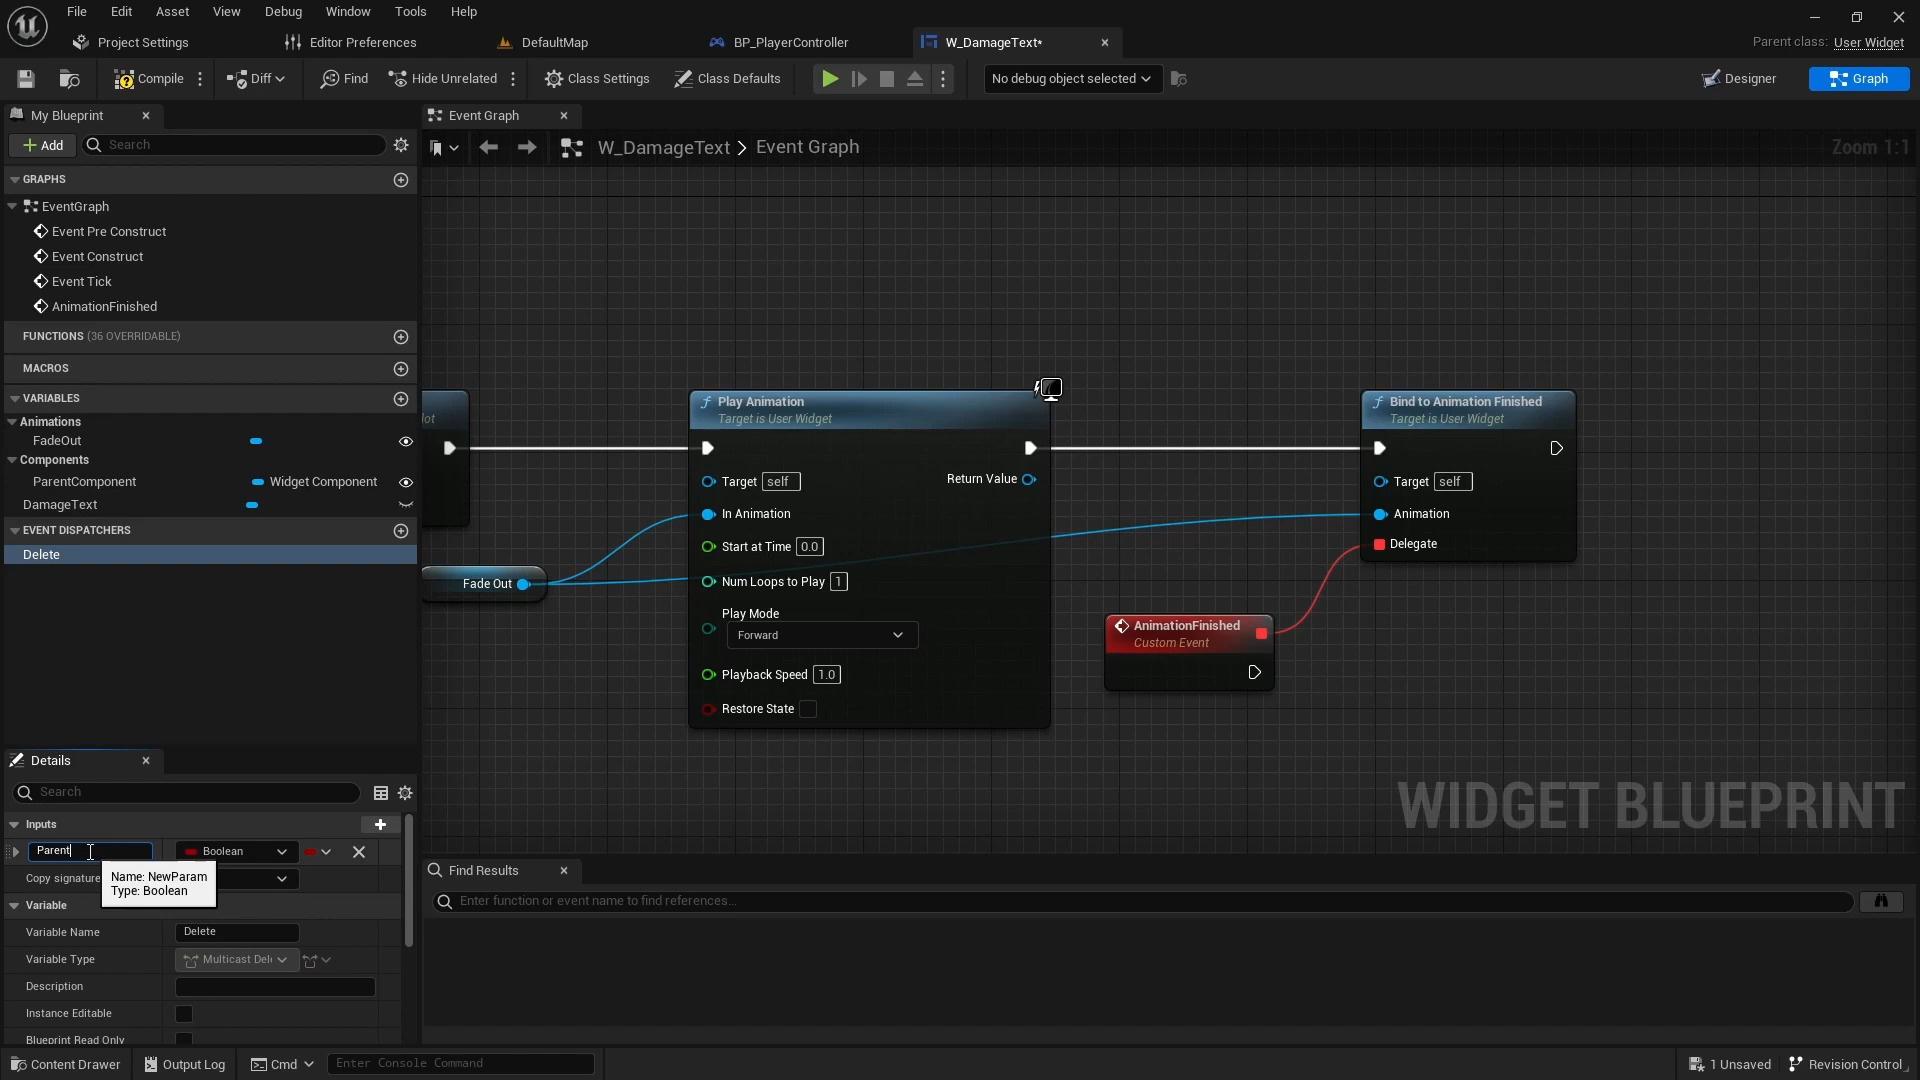 File Edit Asset View Debug Window Tools Help
Project Settings Editor Preferences DefaultMap BP_PlayerController W_DamageText* Parent class: User Widget
Compile Diff Find Hide Unrelated Class Settings Class Defaults No debug object selected Designer Graph
My Blueprint
Add Search
GRAPHS
EventGraph
Event Pre Construct
Event Construct
Event Tick
AnimationFinished
FUNCTIONS (36 OVERRIDABLE)
MACROS
VARIABLES
Animations
FadeOut
Components
ParentComponent Widget Component
DamageText
EVENT DISPATCHERS
Delete
Details
Search
Inputs
Parent Boolean
Copy signature
Name: NewParam
Type: Boolean
Variable
Variable Name Delete
Variable Type Multicast Del
Description
Instance Editable
Blueprint Read Only
Event Graph
W_DamageText > Event Graph Zoom 1:1
lot
Fade Out
Play Animation
Target is User Widget
Target self Return Value
In Animation
Start at Time 0.0
Num Loops to Play 1
Play Mode
Forward
Playback Speed 1.0
Restore State
AnimationFinished
Custom Event
Bind to Animation Finished
Target is User Widget
Target self
Animation
Delegate
WIDGET BLUEPRINT
Find Results
Enter function or event name to find references...
Content Drawer Output Log Cmd Enter Console Command 1 Unsaved Revision Control